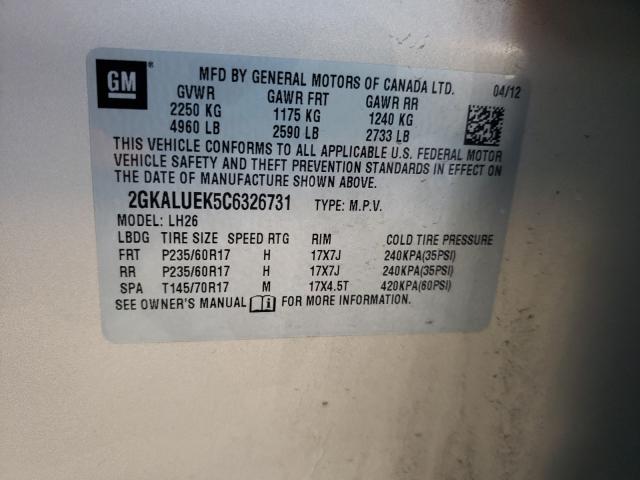 GM ®
MFD BY GENERAL MOTORS OF CANADA LTD. 04/12
GVWR GAWR FRT GAWR RR
2250 KG 1175 KG 1240 KG
4960 LB 2590 LB 2733 LB
THIS VEHICLE CONFORMS TO ALL APPLICABLE U.S. FEDERAL MOTOR
VEHICLE SAFETY AND THEFT PREVENTION STANDARDS IN EFFECT ON
THE DATE OF MANUFACTURE SHOWN ABOVE.
2GKALUEK5C6326731 TYPE: M.P.V.
MODEL: LH26
LBDG TIRE SIZE SPEED RTG RIM COLD TIRE PRESSURE
FRT P235/60R17 H 17X7J 240KPA(35PSI)
RR P235/60R17 H 17X7J 240KPA(35PSI)
SPA T145/70R17 M 17X4.5T 420KPA(60PSI)
SEE OWNER'S MANUAL FOR MORE INFORMATION.